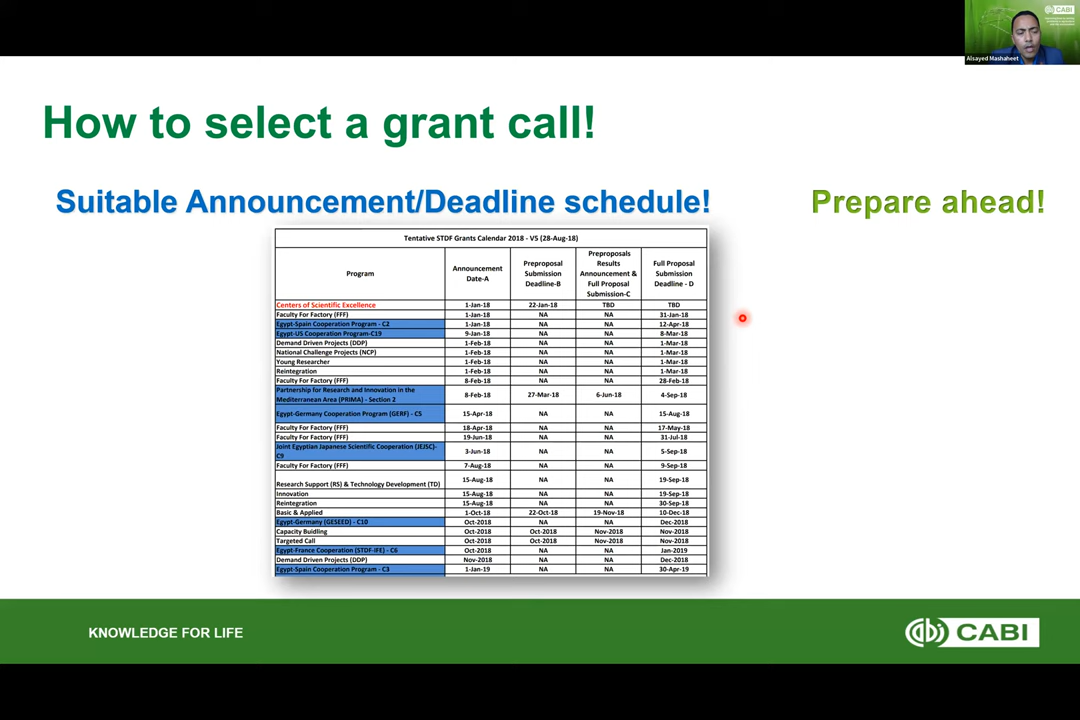 CABI
Alsayed Mashaheet
How to select a grant call!
Suitable Announcement/Deadline schedule!
Prepare ahead!
Tentative STDF Grants Calendar 2018 - V5 (28-Aug-18)
Program
Announcement
Date-A
Preproposal
Submission
Deadline-B
Preproposals
Results
Announcement &
Full Proposal
Submission-C
Full Proposal
Submission
Deadline - D
Centers of Scientific Excellence 1-Jan-18 22-Jan-18 TBD TBD
Faculty For Factory (FFF) 1-Jan-18 NA NA 31-Jan-18
Egypt-Spain Cooperation Program - C2 1-Jan-18 NA NA 12-Apr-18
Egypt-US Cooperation Program-C19 9-Jan-18 NA NA 8-Mar-18
Demand Driven Projects (DDP) 1-Feb-18 NA NA 1-Mar-18
National Challenge Projects (NCP) 1-Feb-18 NA NA 1-Mar-18
Young Researcher 1-Feb-18 NA NA 1-Mar-18
Reintegration 1-Feb-18 NA NA 1-Mar-18
Faculty For Factory (FFF) 8-Feb-18 NA NA 28-Feb-18
Partnership for Research and Innovation in the
Mediterranean Area (PRIMA) - Section 2 8-Feb-18 27-Mar-18 6-Jun-18 4-Sep-18
Egypt-Germany Cooperation Program (GERF) - C5 15-Apr-18 NA NA 15-Aug-18
Faculty For Factory (FFF) 18-Apr-18 NA NA 17-May-18
Faculty For Factory (FFF) 19-Jun-18 NA NA 31-Jul-18
Joint Egyptian Japanese Scientific Cooperation (JEJSC)-
C9 3-Jun-18 NA NA 5-Sep-18
Faculty For Factory (FFF) 7-Aug-18 NA NA 9-Sep-18
Research Support (RS) & Technology Development (TD) 15-Aug-18 NA NA 19-Sep-18
Innovation 15-Aug-18 NA NA 19-Sep-18
Reintegration 15-Aug-18 NA NA 30-Sep-18
Basic & Applied 1-Oct-18 22-Oct-18 19-Nov-18 10-Dec-18
Egypt-Germany (GESEED) - C10 Oct-2018 NA NA Dec-2018
Capacity Buidling Oct-2018 Oct-2018 Nov-2018 Nov-2018
Targeted Call Oct-2018 Oct-2018 Nov-2018 Nov-2018
Egypt-France Cooperation (STDF-IFE) - C6 Oct-2018 NA NA Jan-2019
Demand Driven Projects (DDP) Nov-2018 NA NA Dec-2018
Egypt-Spain Cooperation Program - C3 1-Jan-19 NA NA 30-Apr-19
KNOWLEDGE FOR LIFE
CABI